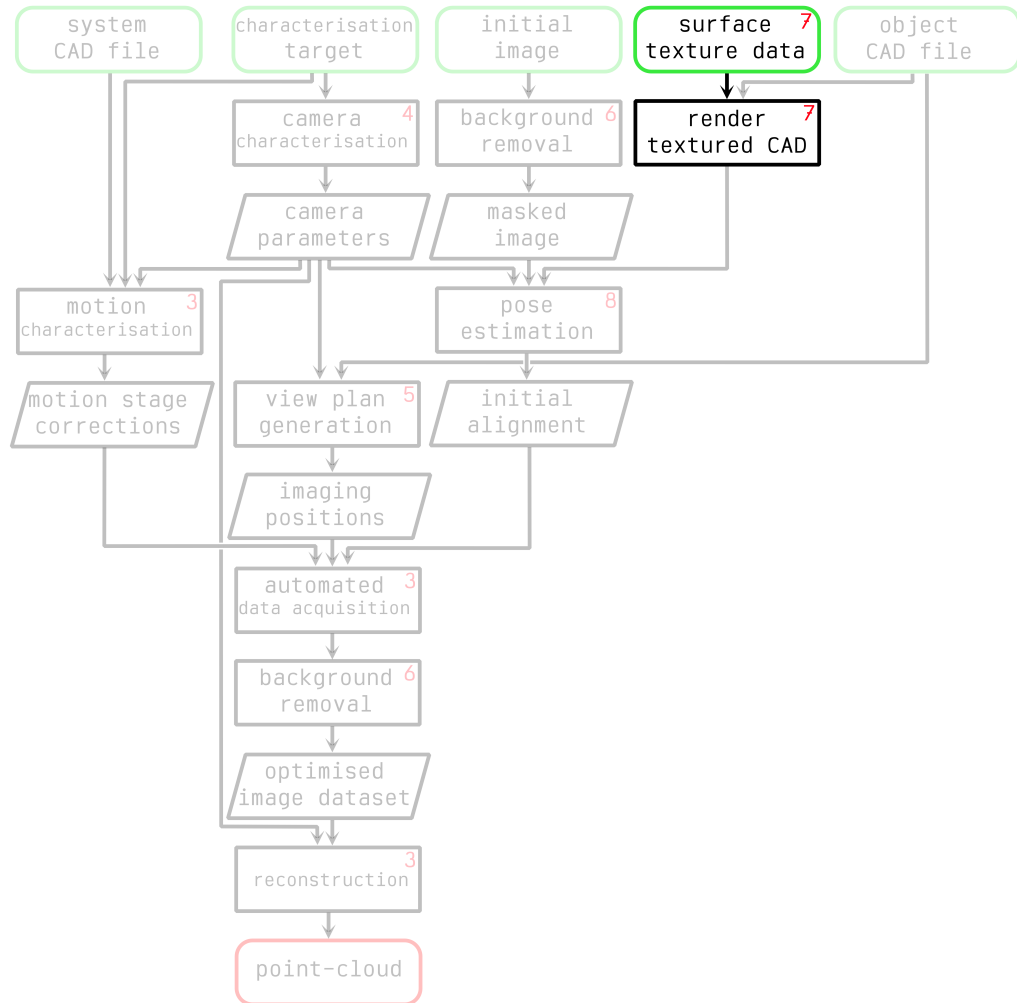 system
CAD file
characterisation
target
initial
image
surface 7
texture data
object
CAD file
camera 4
characterisation
background 6
removal
render 7
textured CAD
camera
parameters
masked
image
motion 3
characterisation
pose 8
estimation
motion stage
corrections
view plan 5
generation
initial
alignment
imaging
positions
automated 3
data acquisition
background 6
removal
optimised
image dataset
3
reconstruction
point-cloud